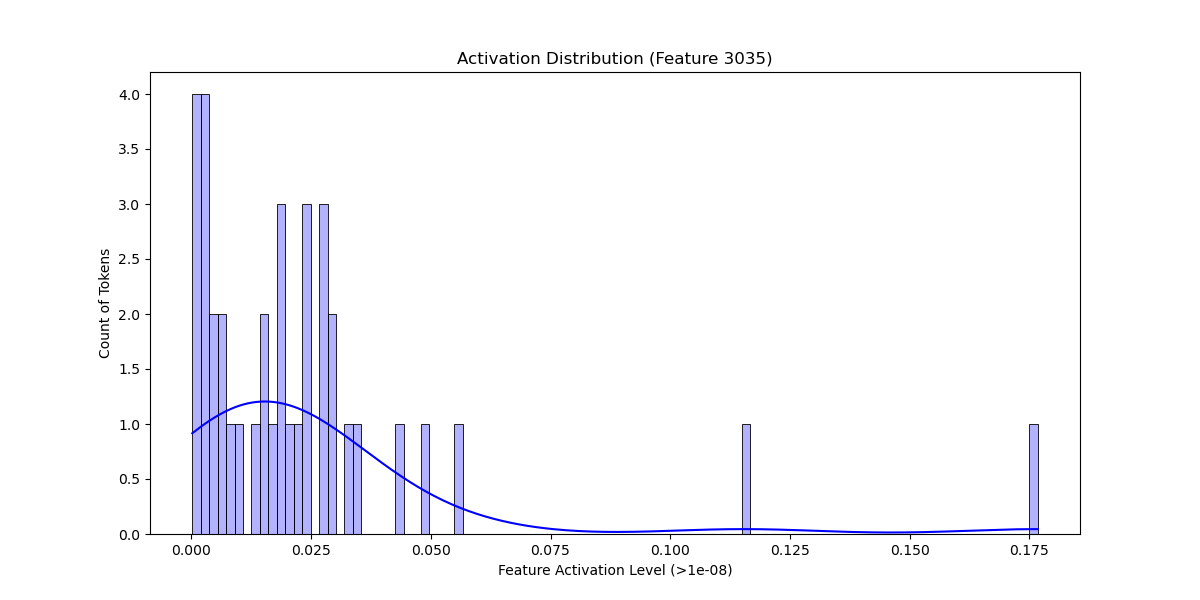 Activation Distribution (Feature 3035)
Count of Tokens
4.0
3.5
3.0
2.5
2.0
1.5
1.0
0.5
0.0
0.000 0.025 0.050 0.075 0.100 0.125 0.150 0.175
Feature Activation Level (>1e-08)